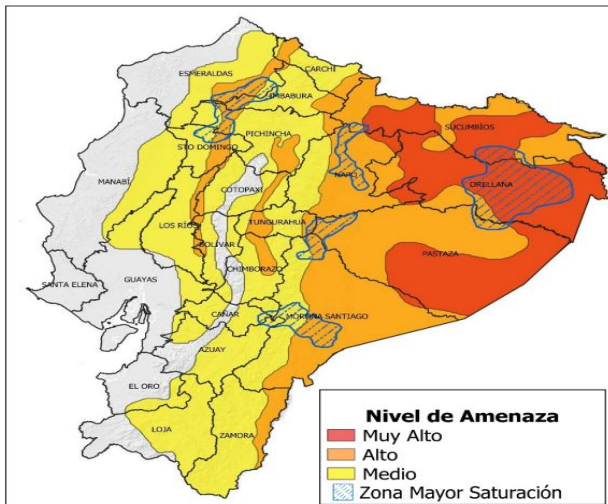 CARCHI
ESMERALDAS
IMBABURA
SUCUMBÍOS
PICHINCHA
STO DOMINGO
NAPO
ORELLANA
MANABÍ
COTOPAXI
LOS RÍOS
TUNGURAHUA
BOLIVAR
PASTAZA
GUAYAS
CHIMBORAZO
SANTA ELENA
CAÑAR
MORONA SANTIAGO
AZUAY
EL ORO
LOJA
ZAMORA
Nivel de Amenaza
Muy Alto
Alto
Medio
Zona Mayor Saturación